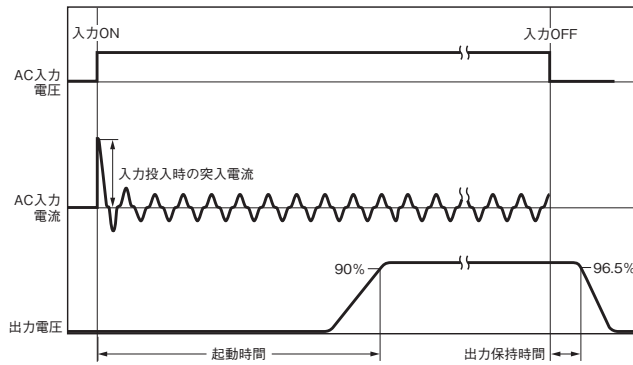 入力ON
入力OFF
AC入力
電圧
入力投入時の突入電流
AC入力
電流
90%
96.5%
出力電圧
起動時間
出力保持時間